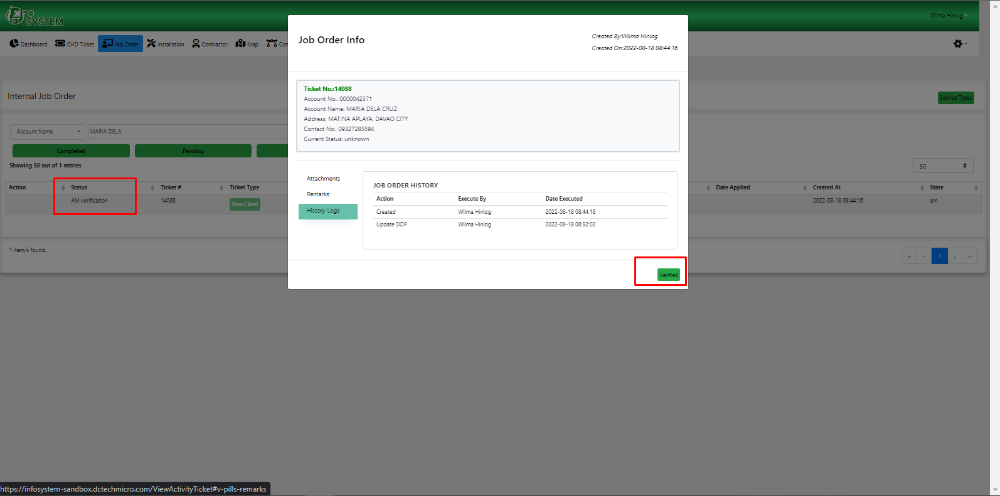 INFO
NET
SYSTEM
Wilma Hinlog
Dashboard
CHD Ticket
Job Order
Installation
Contractor
Map
Con
Internal Job Order
Service Types
Account Name
MARIA DELA
Completed
Pending
Showing 50 out of 1 entries
50
Action
Status
Ticket #
Ticket Type
Date Applied
Created At
State
AM verification
14088
New Client
2022-08-18 08:44:16
am
1 item/s found.
«
‹
1
›
»
Job Order Info
Created By:Wilma Hinlog
Created On:2022-08-18 08:44:16
Ticket No.:14088
Account No.: 0000042371
Account Name: MARIA DELA CRUZ
Address: MATINA APLAYA. DAVAO CITY
Contact No.: 09327283594
Current Status: unknown
Attachments
Remarks
History Logs
JOB ORDER HISTORY
Action Execute By Date Executed
Created Wilma Hinlog 2022-08-18 08:44:16
Update DOP Wilma Hinlog 2022-08-18 08:52:02
Verified
https://infosystem-sandbox.dctechmicro.com/ViewActivityTicket#v-pills-remarks